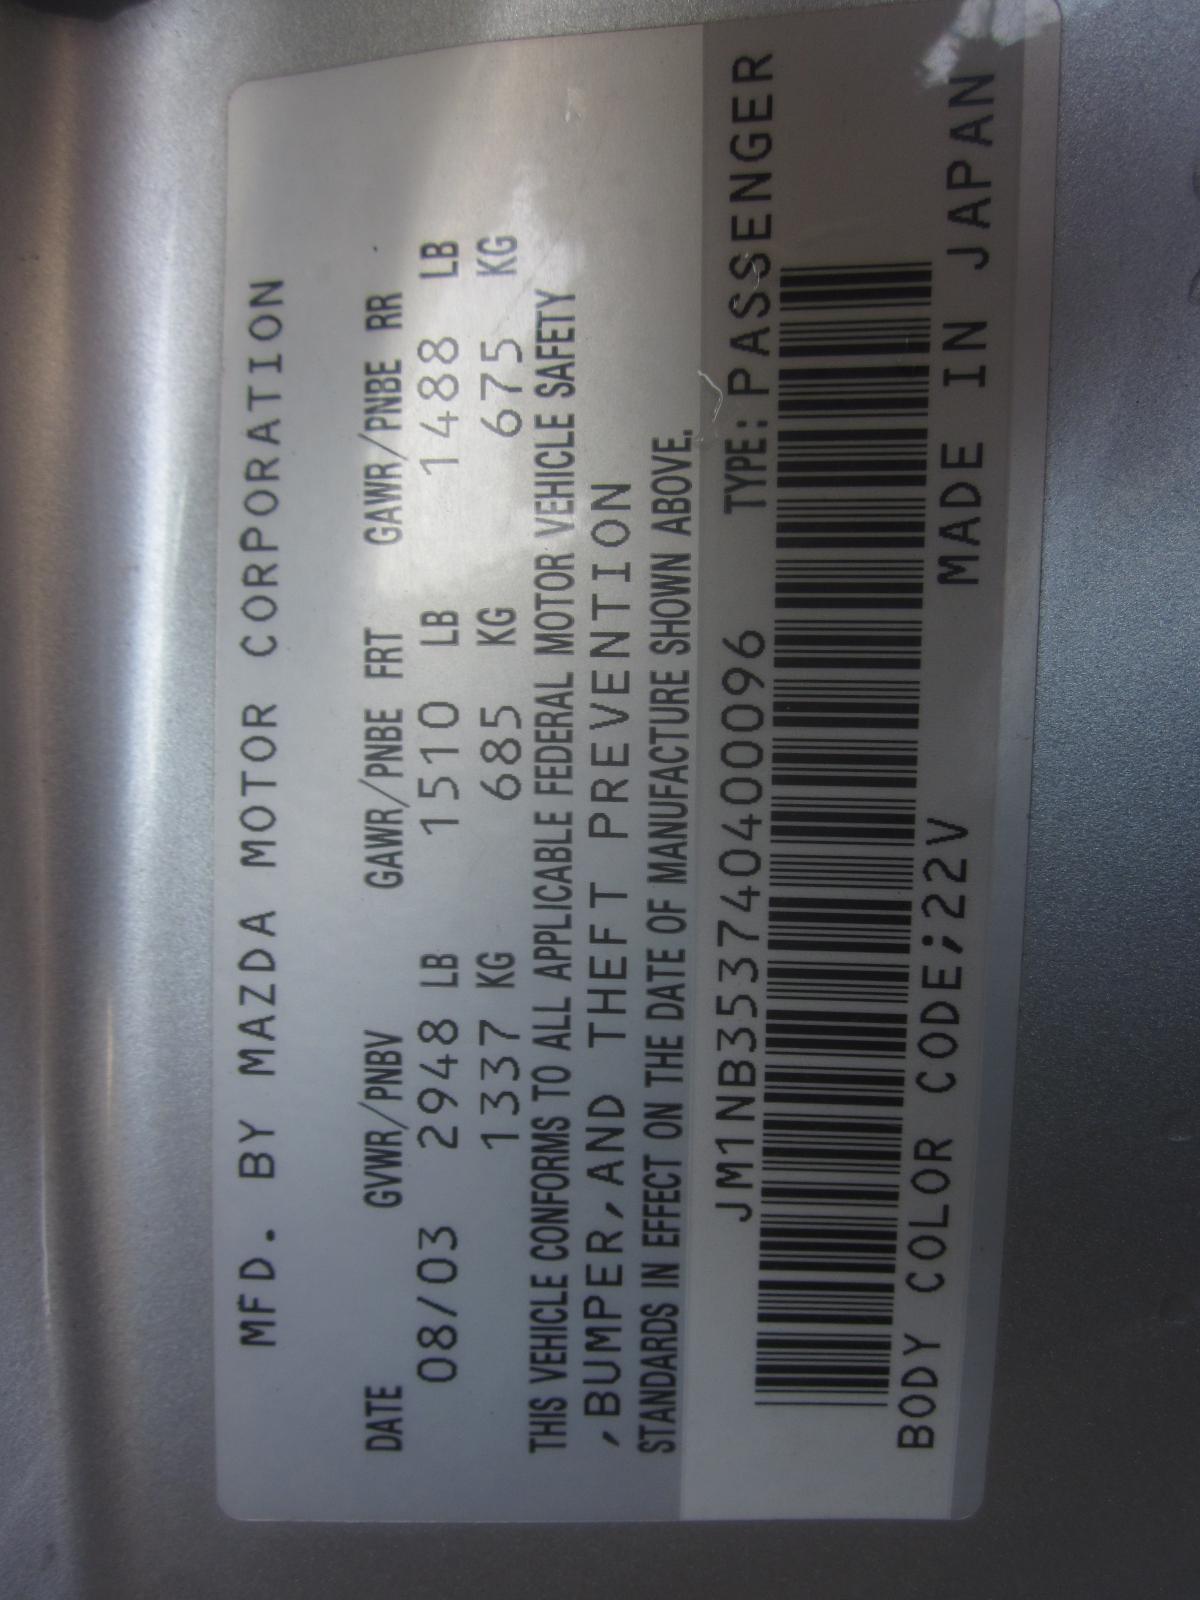 MFD. BY MAZDA MOTOR CORPORATION
DATE GVWR/PNBV GAWR/PNBE FRT GAWR/PNBE RR
08/03 2948 LB 1510 LB 1488 LB
1337 KG 685 KG 675 KG
THIS VEHICLE CONFORMS TO ALL APPLICABLE FEDERAL MOTOR VEHICLE SAFETY
,BUMPER,AND THEFT PREVENTION
STANDARDS IN EFFECT ON THE DATE OF MANUFACTURE SHOWN ABOVE.
JM1NB353740400096 TYPE:PASSENGER
BODY COLOR CODE;22V MADE IN JAPAN